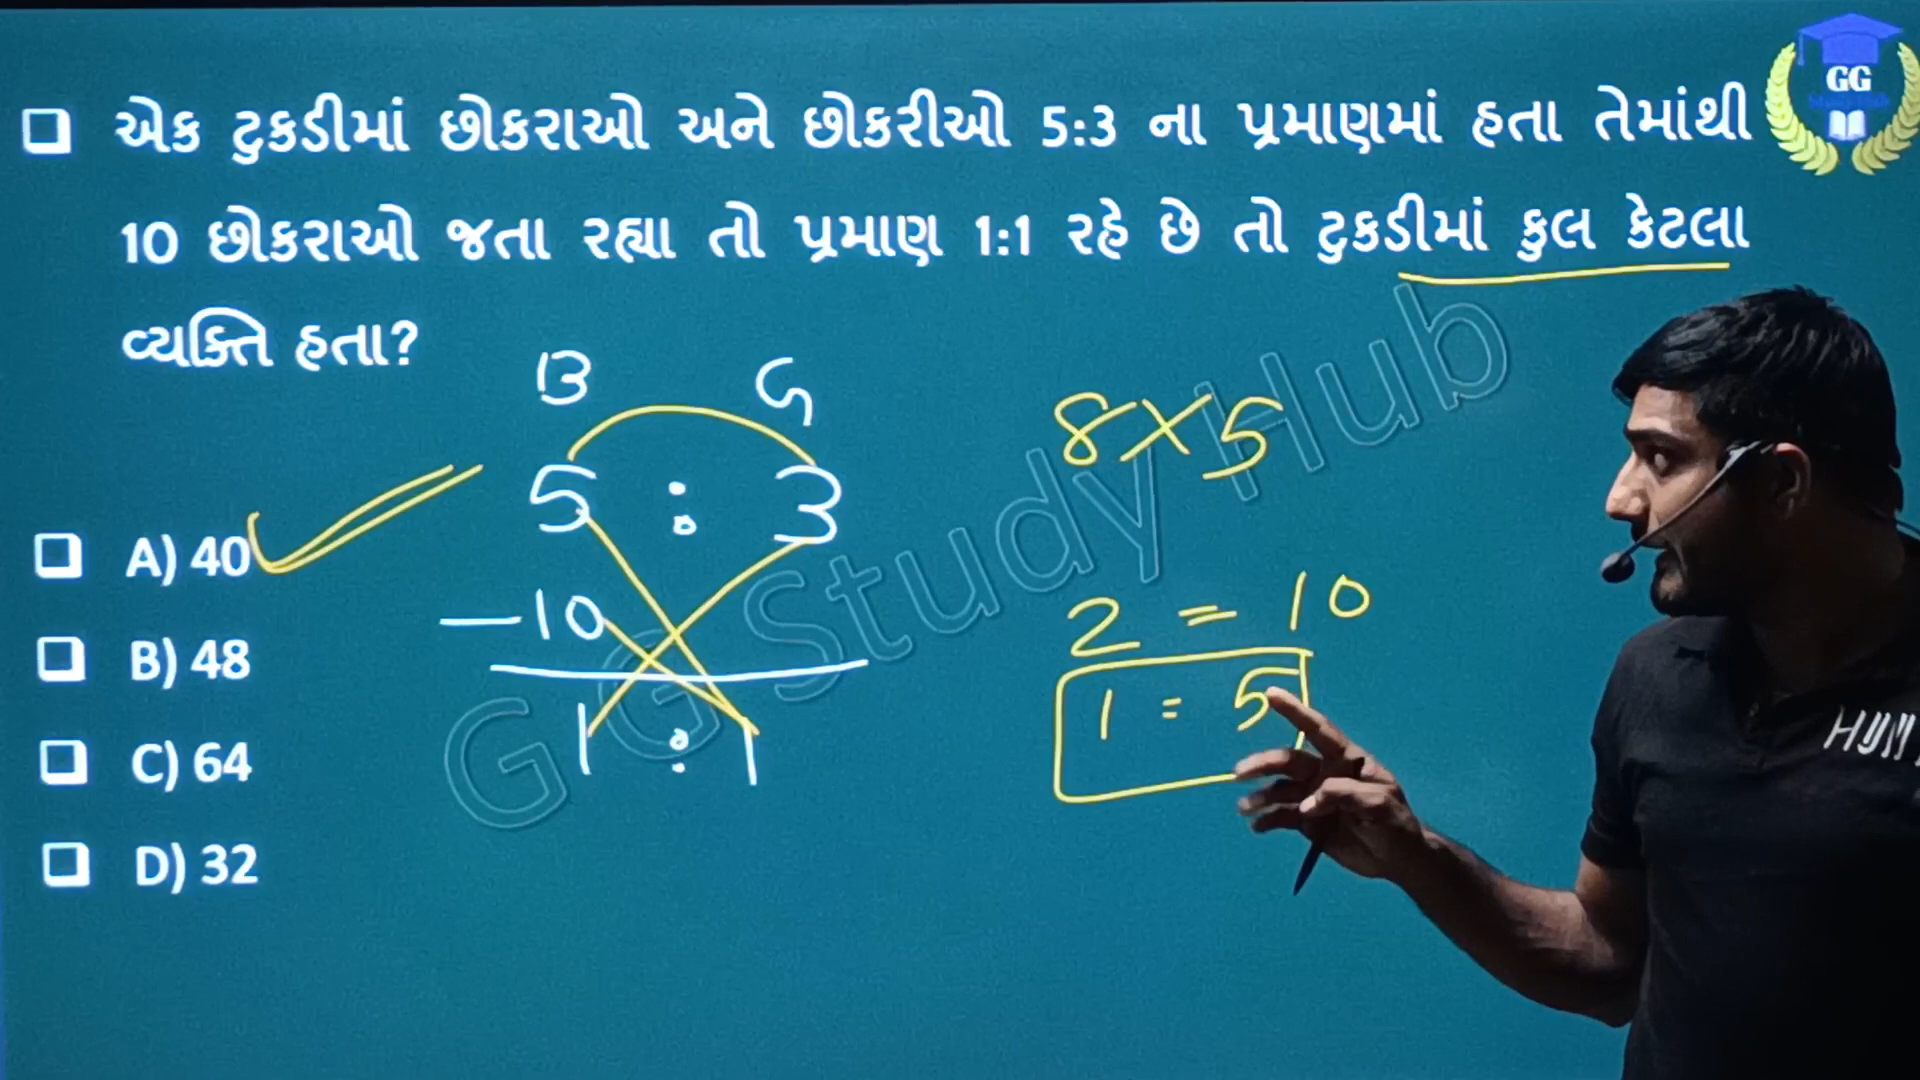 GG
❑ એક ટુકડીમાં છોકરાઓ અને છોકરીઓ 5:3 ના પ્રમાણમાં હતા તેમાંથી
10 છોકરાઓ જતા રહ્યા તો પ્રમાણ 1:1 રહે છે તો ટુકડીમાં કુલ કેટલા
વ્યક્તિ હતા?
B G
5 : 3
8×5
❑ A) 40
—10
2 = 10
❑ B) 48
1 : 1
1 = 5
❑ C) 64
❑ D) 32
GG Study Hub
HUM